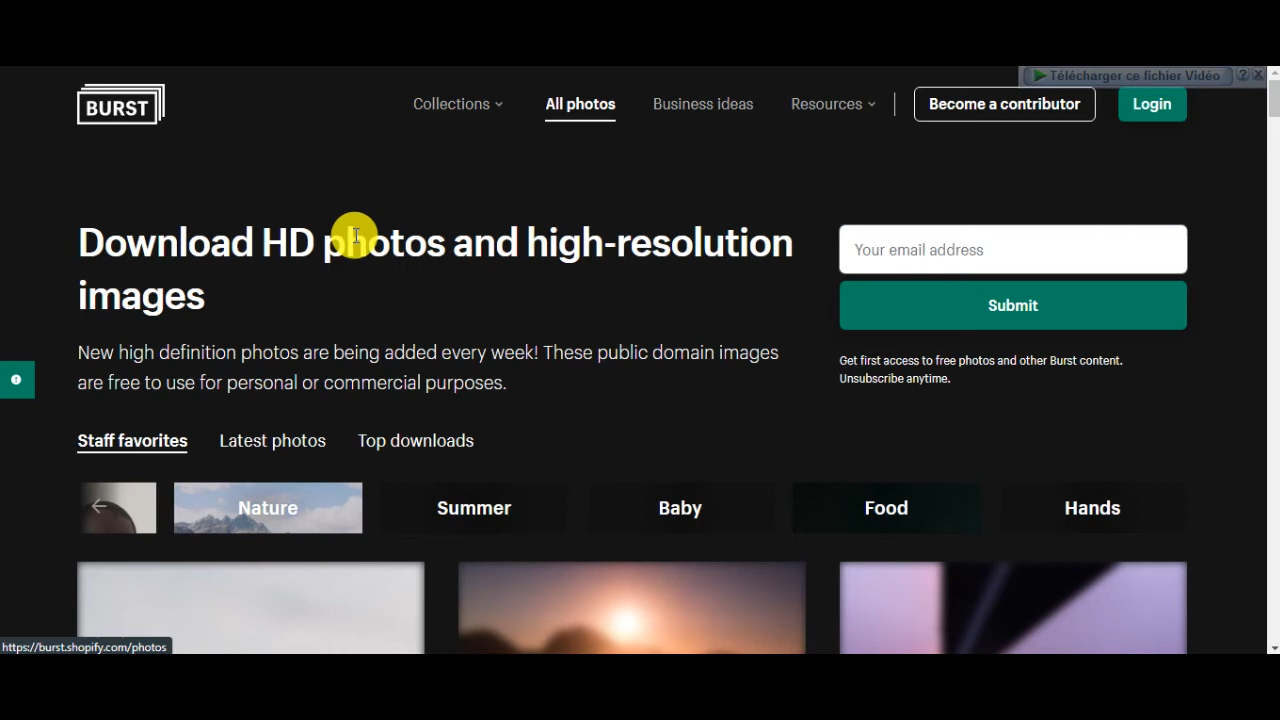 Télécharger ce fichier Vidéo ? X
BURST
Collections
All photos
Business ideas
Resources
Become a contributor
Login
Download HD photos and high-resolution
images
New high definition photos are being added every week! These public domain images
are free to use for personal or commercial purposes.
Your email address
Submit
Get first access to free photos and other Burst content.
Unsubscribe anytime.
Staff favorites
Latest photos
Top downloads
Nature
Summer
Baby
Food
Hands
https://burst.shopify.com/photos